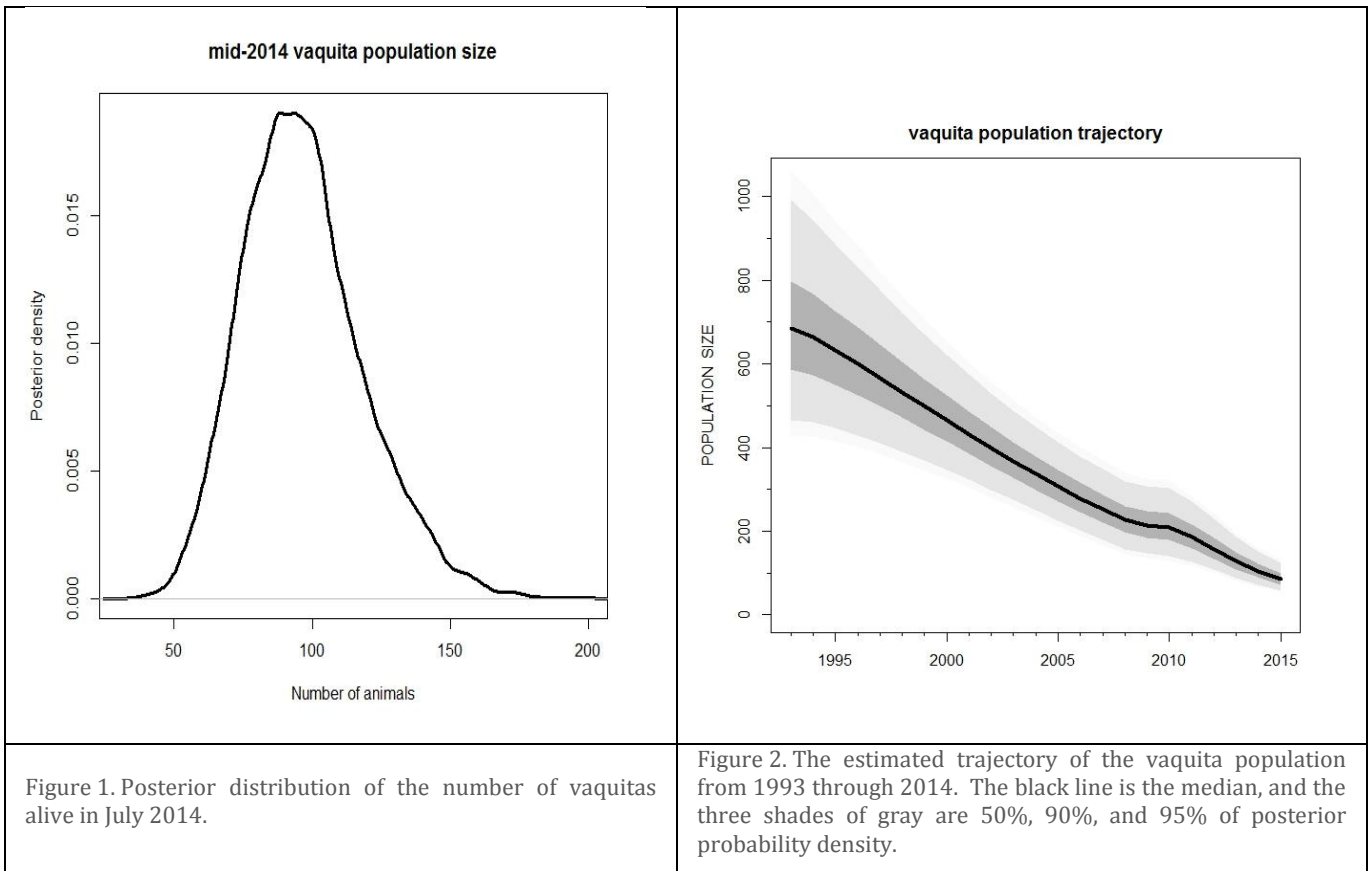 mid-2014 vaquita population size
Posterior density
0.000
0.005
0.010
0.015
50
100
150
200
Number of animals
vaquita population trajectory
POPULATION SIZE
0
200
400
600
800
1000
1995
2000
2005
2010
2015
Figure 1. Posterior distribution of the number of vaquitas
alive in July 2014.
Figure 2. The estimated trajectory of the vaquita population
from 1993 through 2014. The black line is the median, and the
three shades of gray are 50%, 90%, and 95% of posterior
probability density.